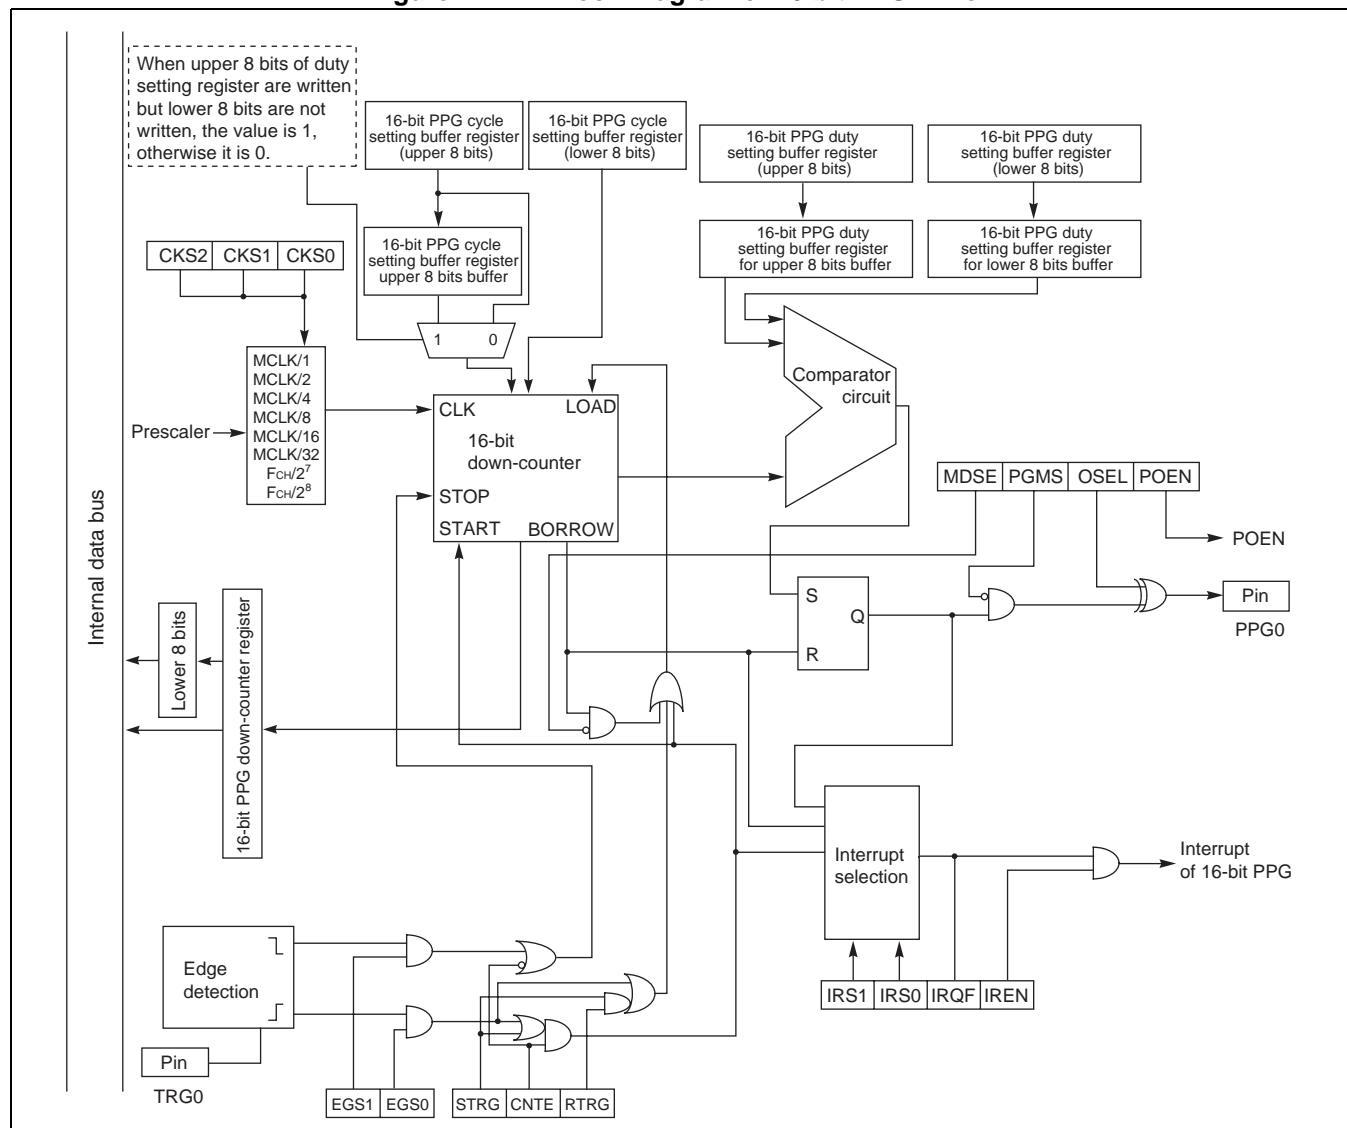 When upper 8 bits of duty
setting register are written
but lower 8 bits are not
written, the value is 1,
otherwise it is 0.
16-bit PPG cycle
setting buffer register
(upper 8 bits)
16-bit PPG cycle
setting buffer register
(lower 8 bits)
16-bit PPG duty
setting buffer register
(upper 8 bits)
16-bit PPG duty
setting buffer register
(lower 8 bits)
16-bit PPG cycle
setting buffer register
upper 8 bits buffer
16-bit PPG duty
setting buffer register
for upper 8 bits buffer
16-bit PPG duty
setting buffer register
for lower 8 bits buffer
CKS2 CKS1 CKS0
1 0
MCLK/1
MCLK/2
MCLK/4
MCLK/8
MCLK/16
MCLK/32
FCH/2⁷
FCH/2⁸
Prescaler
CLK
LOAD
16-bit
down-counter
STOP
START
BORROW
Comparator
circuit
MDSE PGMS OSEL POEN
POEN
Pin
PPG0
S
Q
R
Internal data bus
Lower 8 bits
16-bit PPG down-counter register
Interrupt
selection
Interrupt
of 16-bit PPG
IRS1 IRS0 IRQF IREN
Edge
detection
Pin
TRG0
EGS1 EGS0
STRG CNTE RTRG